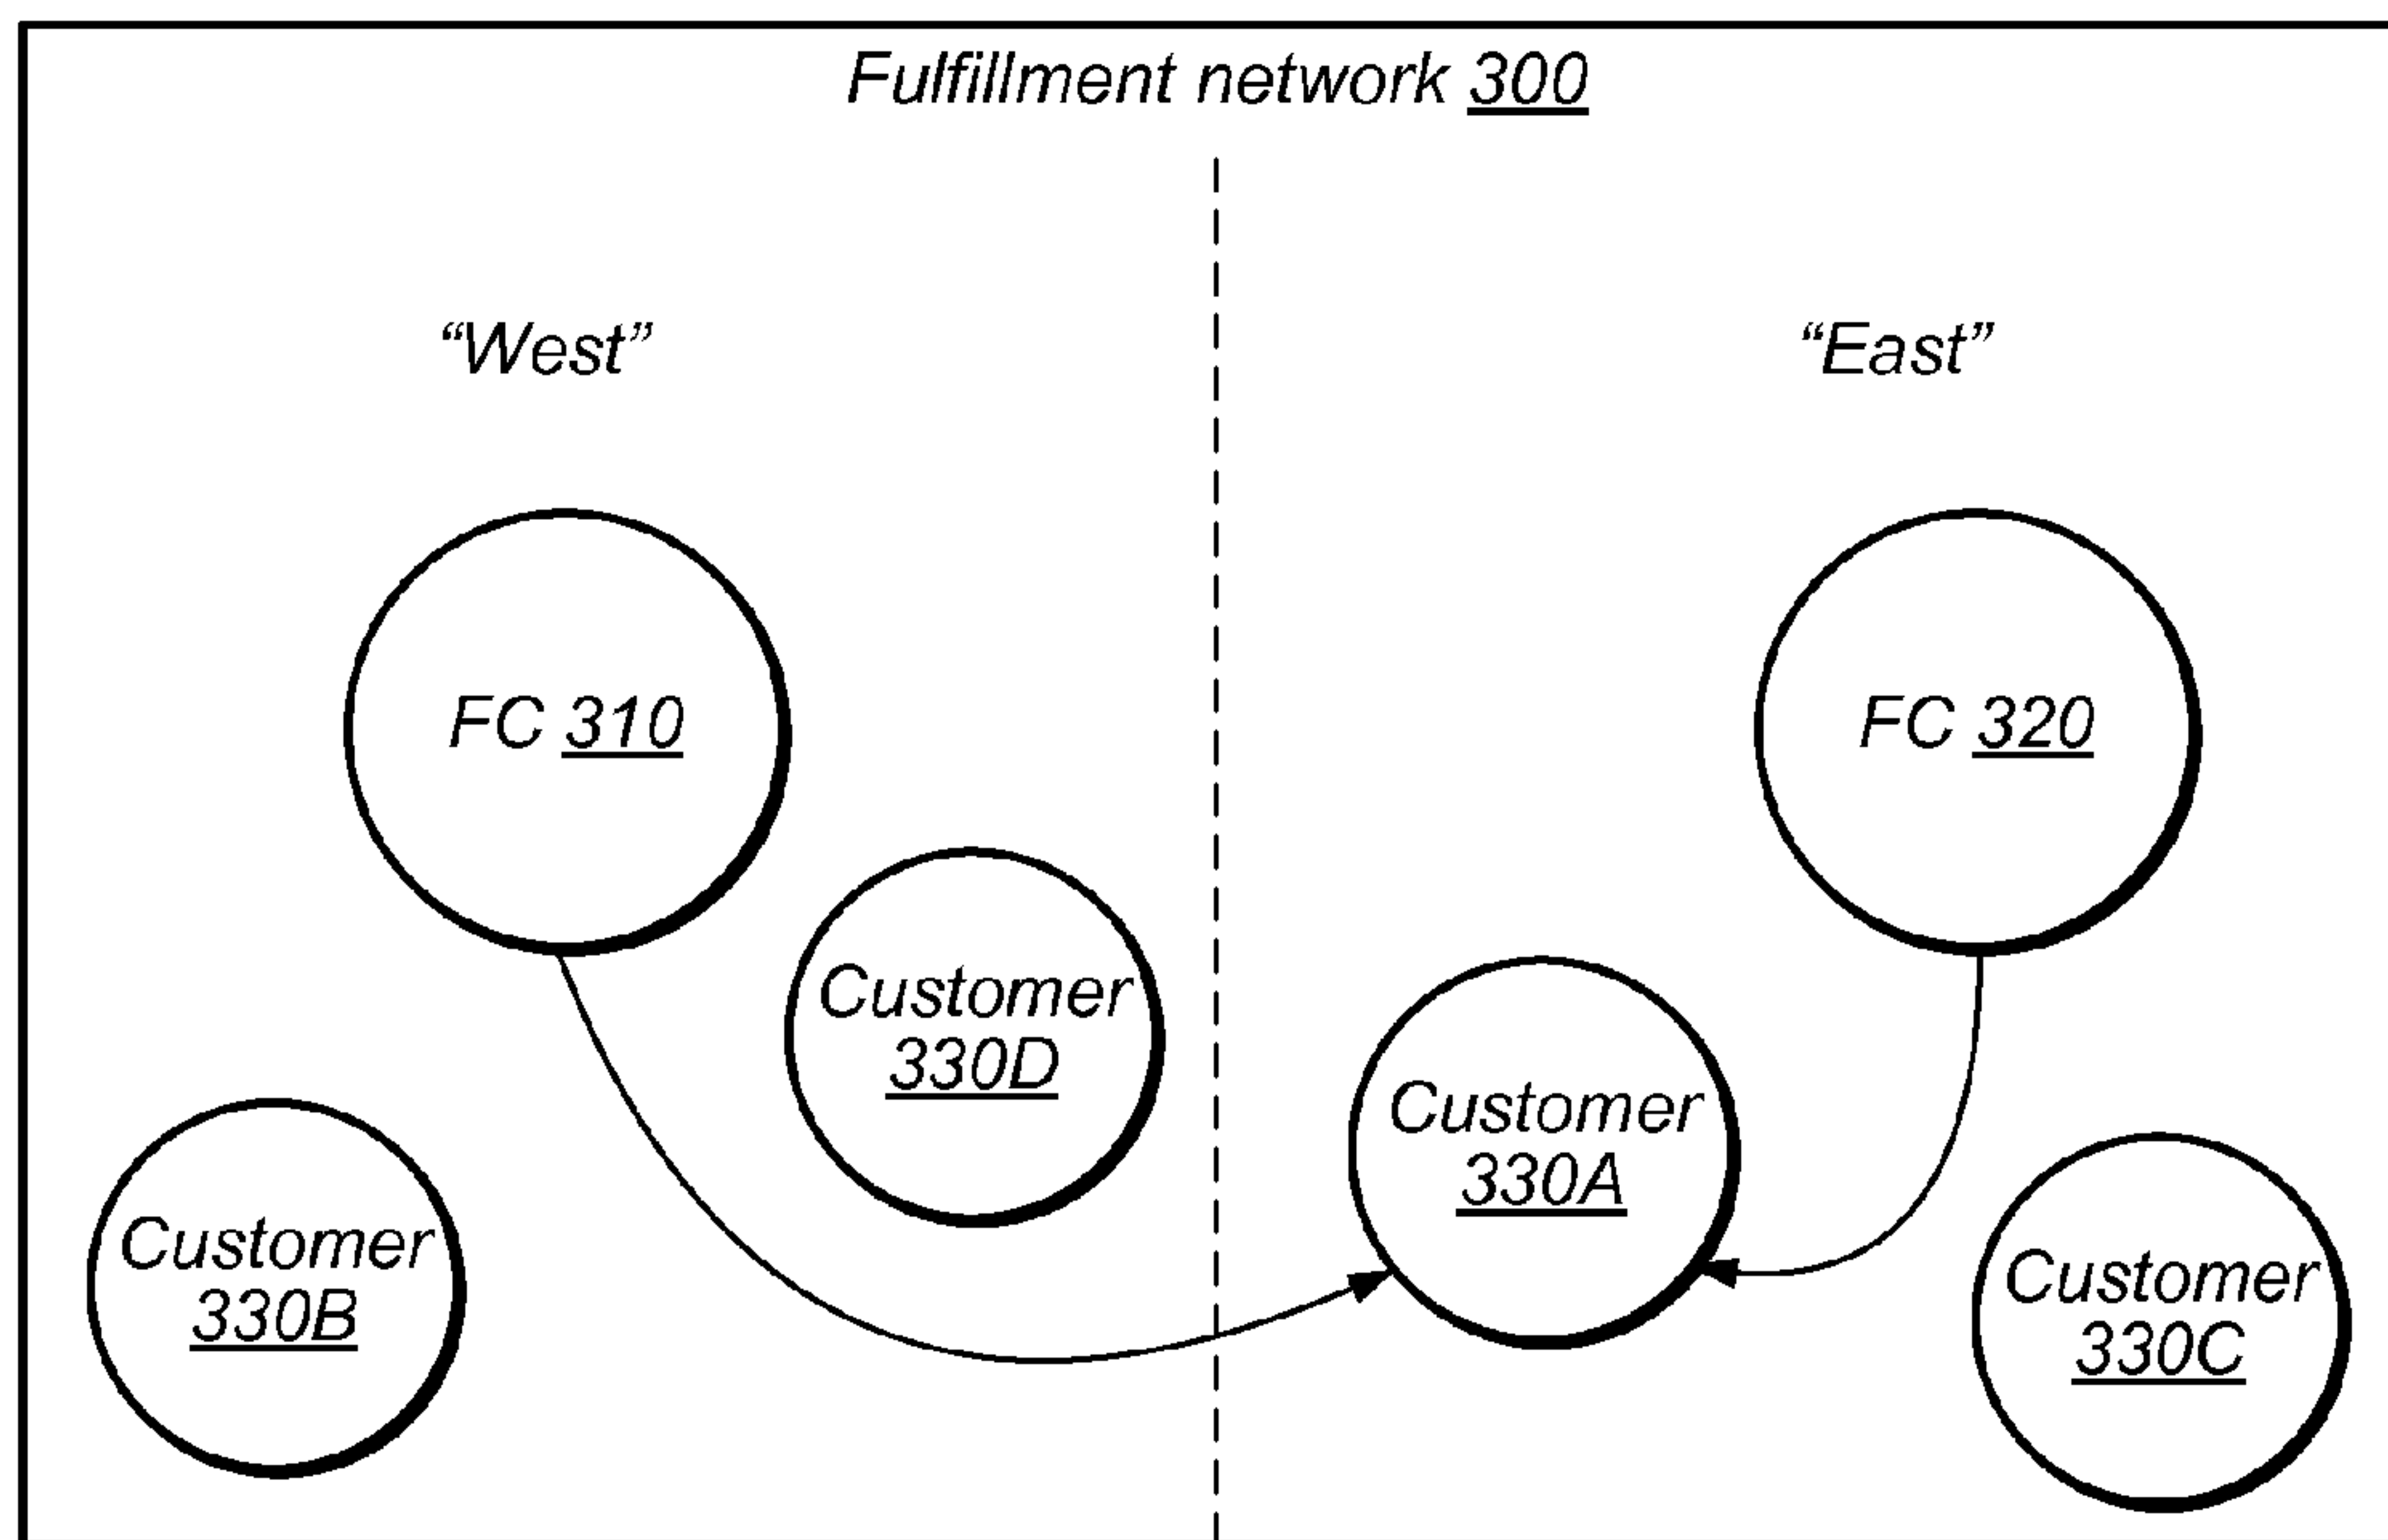 Fulfillment network 300
“West”
“East”
FC 310
FC 320
Customer
330D
Customer
330A
Customer
330B
Customer
330C